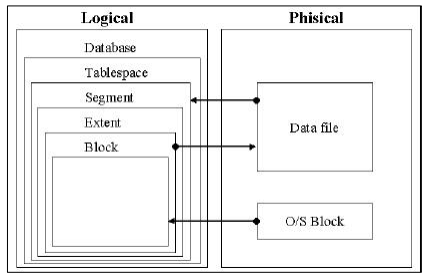 Logical
Phisical
Database
Tablespace
Segment
Extent
Block
Data file
O/S Block